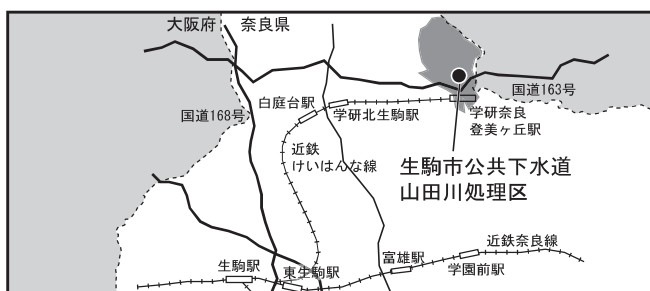 大阪府
奈良県
国道163号
白庭台駅
学研北生駒駅
国道168号
学研奈良
登美ヶ丘駅
近鉄
けいはんな線
生駒市公共下水道
山田川処理区
近鉄奈良線
富雄駅
生駒駅
東生駒駅
学園前駅